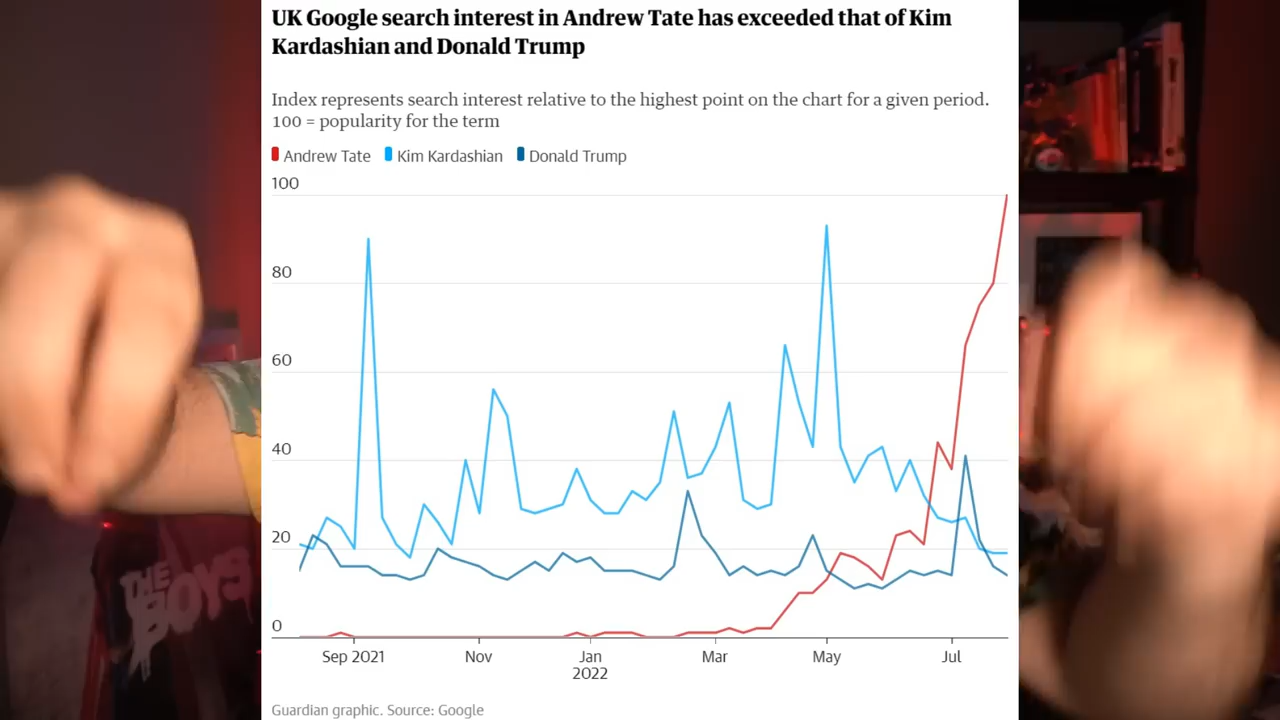 UK Google search interest in Andrew Tate has exceeded that of Kim
Kardashian and Donald Trump
Index represents search interest relative to the highest point on the chart for a given period.
100 = popularity for the term
Andrew Tate Kim Kardashian Donald Trump
100
80
60
40
20
0
Sep 2021 Nov Jan Mar May Jul
2022
Guardian graphic. Source: Google
THE
BOYS